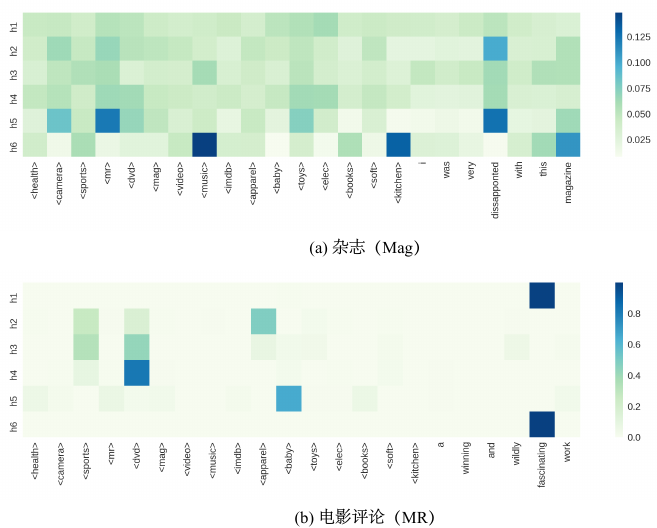 h1
h2
h3
h4
h5
h6
0.125
0.100
0.075
0.050
0.025
<health> <camera> <sports> <mr> <dvd> <mag> <video> <music> <imdb> <apparel> <baby> <toys> <elec> <books> <soft> <kitchen> i was very dissapponted with this magazine
(a) 杂志（Mag）
h1
h2
h3
h4
h5
h6
0.8
0.6
0.4
0.2
0.0
<health> <camera> <sports> <mr> <dvd> <mag> <video> <music> <imdb> <apparel> <baby> <toys> <elec> <books> <soft> <kitchen> a winning and wildly fascinating work
(b) 电影评论（MR）